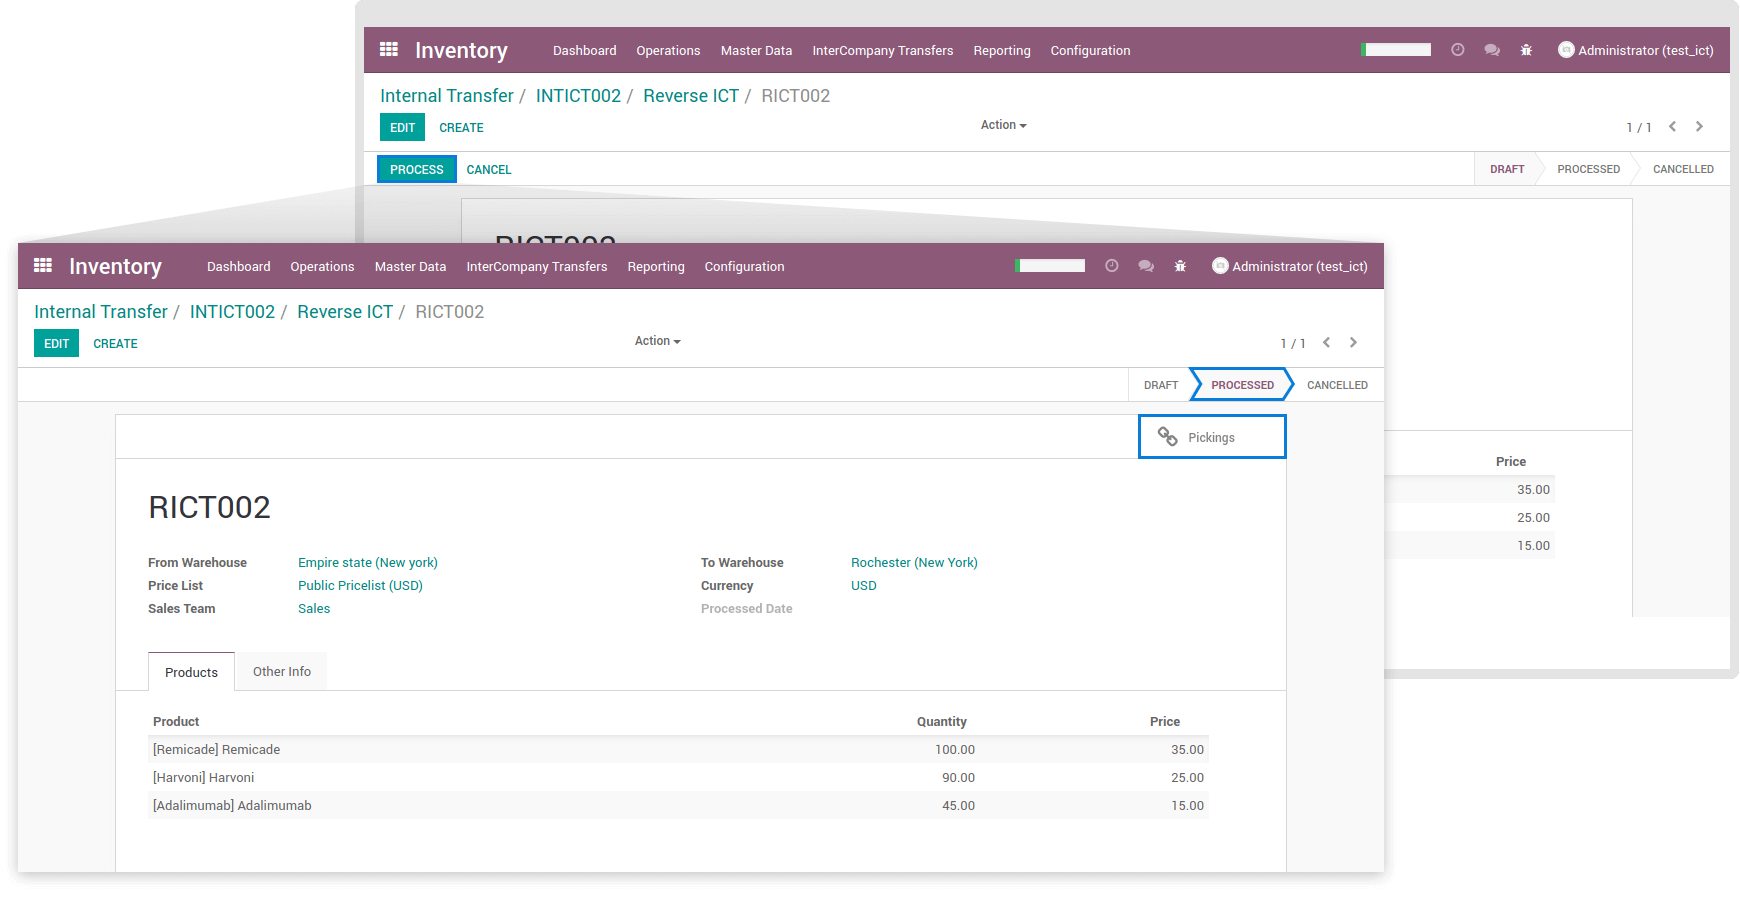 Inventory Dashboard Operations Master Data InterCompany Transfers Reporting Configuration Administrator (test_ict)
Internal Transfer / INTICT002 / Reverse ICT / RICT002
EDIT CREATE Action 1 / 1
PROCESS CANCEL DRAFT PROCESSED CANCELLED
RICT002
Price
35.00
25.00
15.00
Inventory Dashboard Operations Master Data InterCompany Transfers Reporting Configuration Administrator (test_ict)
Internal Transfer / INTICT002 / Reverse ICT / RICT002
EDIT CREATE Action 1 / 1
DRAFT PROCESSED CANCELLED
Pickings
RICT002
From Warehouse Empire state (New york) To Warehouse Rochester (New York)
Price List Public Pricelist (USD) Currency USD
Sales Team Sales Processed Date
Products Other Info
Product Quantity Price
[Remicade] Remicade 100.00 35.00
[Harvoni] Harvoni 90.00 25.00
[Adalimumab] Adalimumab 45.00 15.00